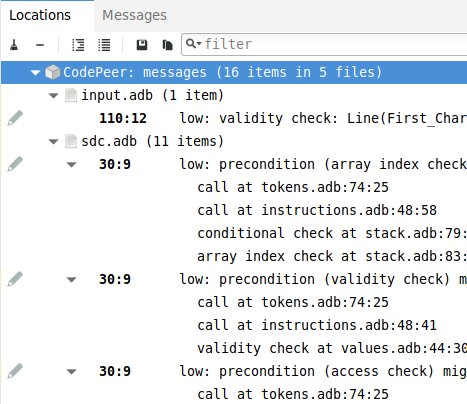 Locations Messages
filter
CodePeer: messages (16 items in 5 files)
input.adb (1 item)
110:12 low: validity check: Line(First_Char
sdc.adb (11 items)
30:9 low: precondition (array index check
call at tokens.adb:74:25
call at instructions.adb:48:58
conditional check at stack.adb:79:
array index check at stack.adb:83:
30:9 low: precondition (validity check) mi
call at tokens.adb:74:25
call at instructions.adb:48:41
validity check at values.adb:44:30
30:9 low: precondition (access check) mig
call at tokens.adb:74:25